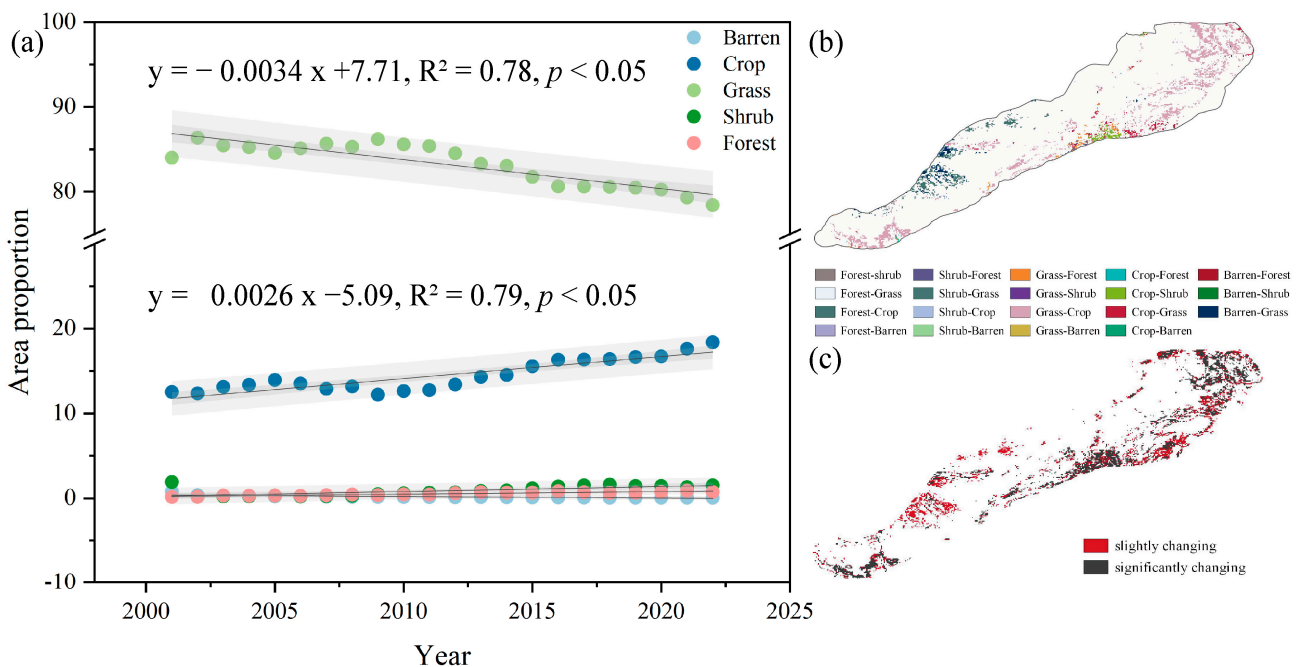 (a)
100
90
80
20
10
0
-10
Area proportion
y = − 0.0034 x +7.71, R² = 0.78, p < 0.05
y = 0.0026 x −5.09, R² = 0.79, p < 0.05
Barren
Crop
Grass
Shrub
Forest
2000 2005 2010 2015 2020 2025
Year
(b)
Forest-shrub Shrub-Forest Grass-Forest Crop-Forest Barren-Forest
Forest-Grass Shrub-Grass Grass-Shrub Crop-Shrub Barren-Shrub
Forest-Crop Shrub-Crop Grass-Crop Crop-Grass Barren-Grass
Forest-Barren Shrub-Barren Grass-Barren Crop-Barren
(c)
slightly changing
significantly changing